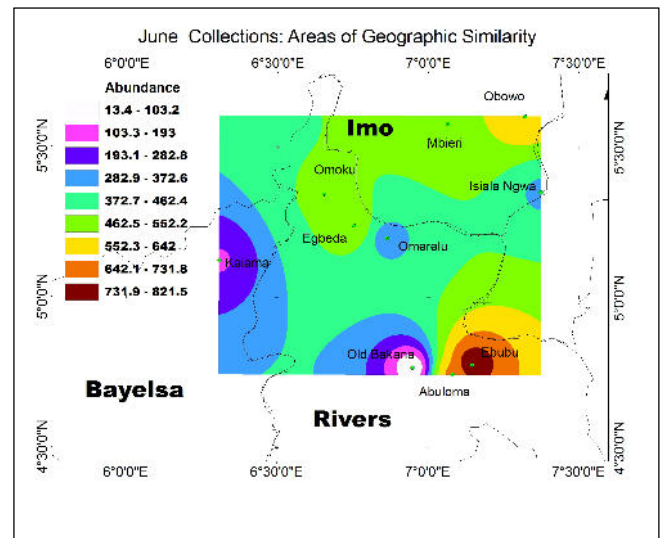 June Collections: Areas of Geographic Similarity
6°0'0"E 6°30'0"E 7°0'0"E 7°30'0"E
Abundance
13.4 - 103.2
103.3 - 193
193.1 - 282.8
282.9 - 372.6
372.7 - 462.4
462.5 - 552.2
552.3 - 642
642.1 - 731.8
731.9 - 821.5
5°30'0"N
5°0'0"N
4°30'0"N
Obowo
Imo
Mbieri
Omoku
Isiala Ngwa
Egbeda
Omaralu
Kaiama
Old Bakana
Ebubu
Abuloma
Bayelsa
Rivers
5°30'0"N
5°0'0"N
4°30'0"N
6°0'0"E 6°30'0"E 7°0'0"E 7°30'0"E